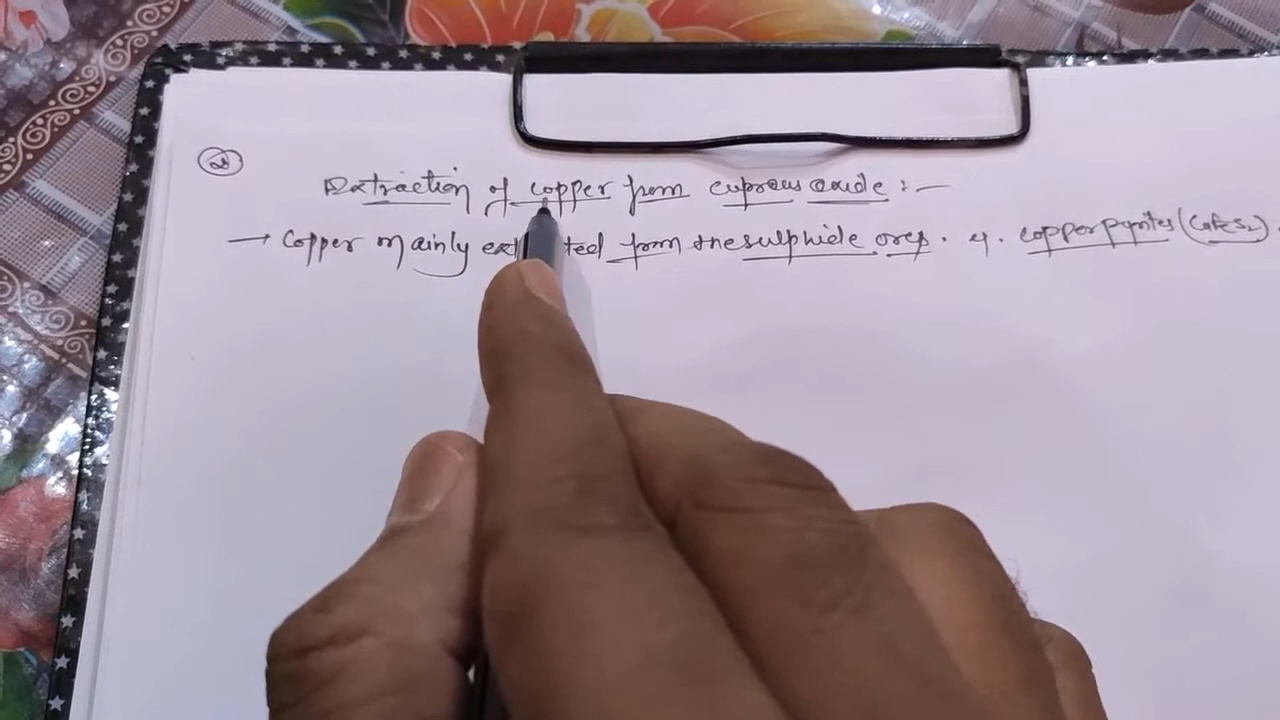 Extraction of copper from cuprous oxide :-
→ Copper mainly extracted from the sulphide ores. eg. copper pyrites (CuFeS2).